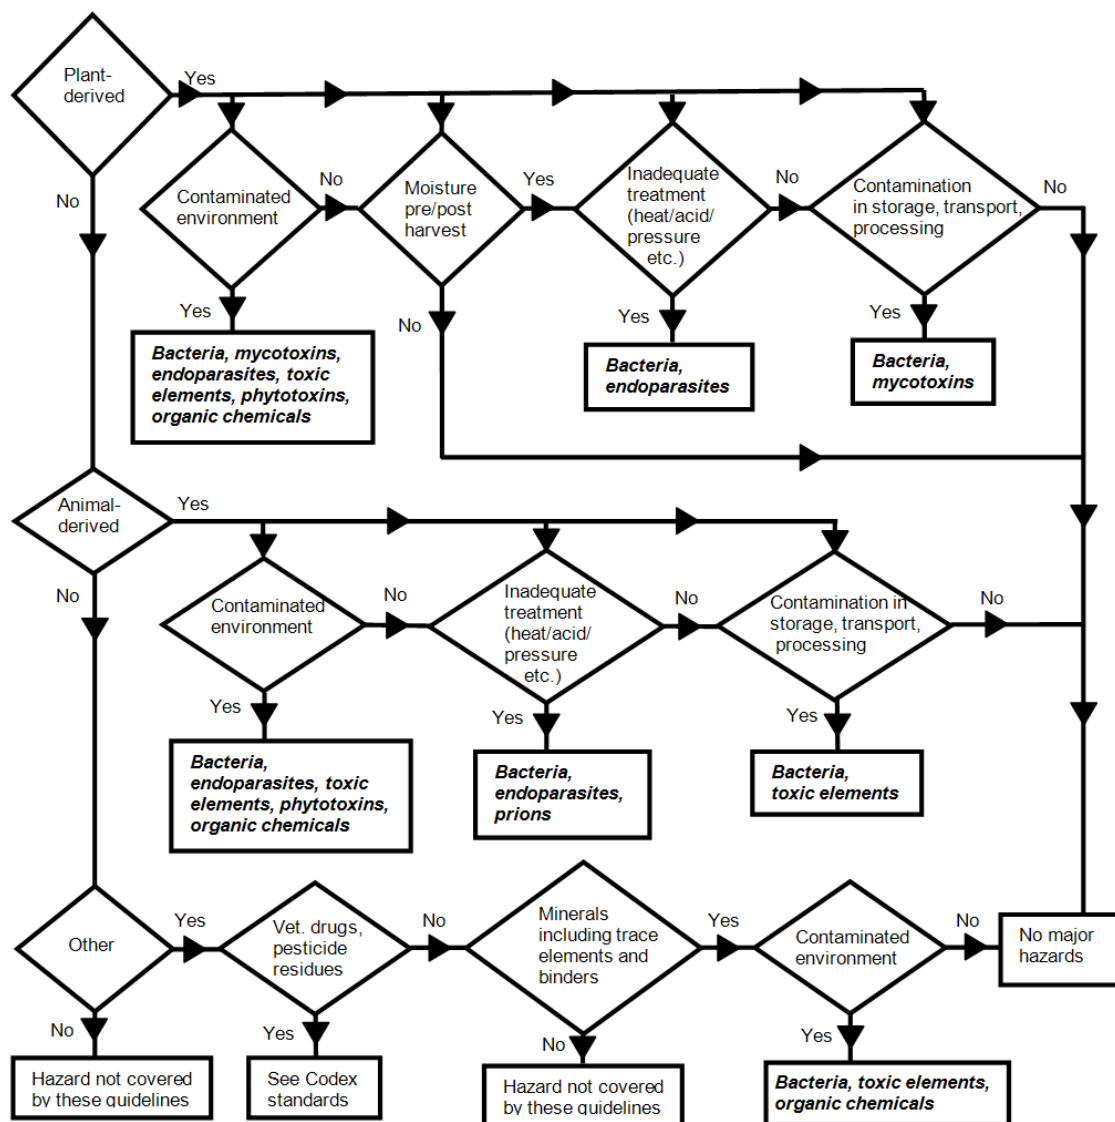 Plant-
derived
Yes
No
Contaminated
environment
No
Yes
Bacteria, mycotoxins,
endoparasites, toxic
elements, phytotoxins,
organic chemicals
Moisture
pre/post
harvest
Yes
No
Inadequate
treatment
(heat/acid/
pressure
etc.)
No
Yes
Bacteria,
endoparasites
Contamination
in storage, transport,
processing
No
Yes
Bacteria,
mycotoxins
Animal-
derived
Yes
No
Contaminated
environment
No
Yes
Bacteria,
endoparasites, toxic
elements, phytotoxins,
organic chemicals
Inadequate
treatment
(heat/acid/
pressure
etc.)
No
Yes
Bacteria,
endoparasites,
prions
Contamination in
storage, transport,
processing
No
Yes
Bacteria,
toxic elements
Other
Yes
No
Hazard not covered
by these guidelines
Vet. drugs,
pesticide
residues
No
Yes
See Codex
standards
Minerals
including trace
elements and
binders
Yes
No
Hazard not covered
by these guidelines
Contaminated
environment
No
Yes
Bacteria, toxic elements,
organic chemicals
No major
hazards